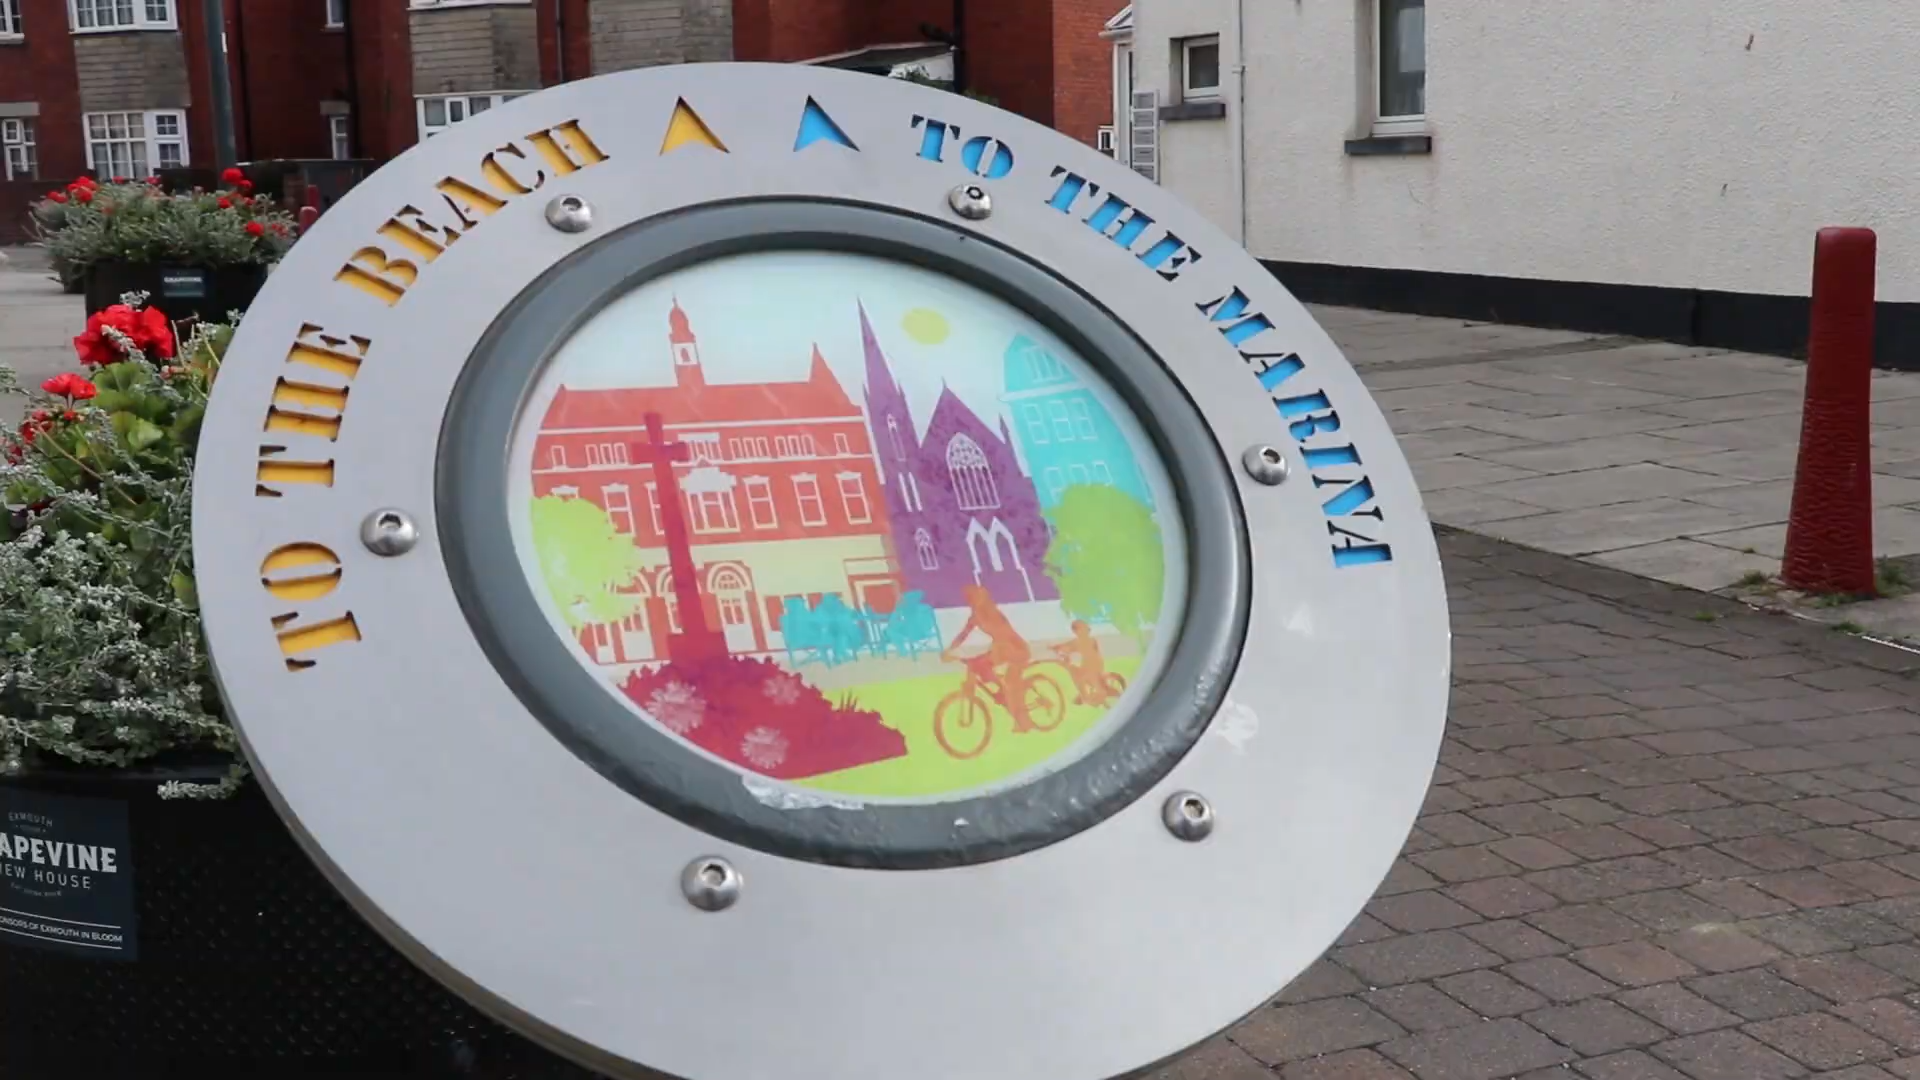 TO THE BEACH
TO THE MARINA
EXMOUTH
APEVINE
EW HOUSE
ONSORS OF EXMOUTH IN BLOOM